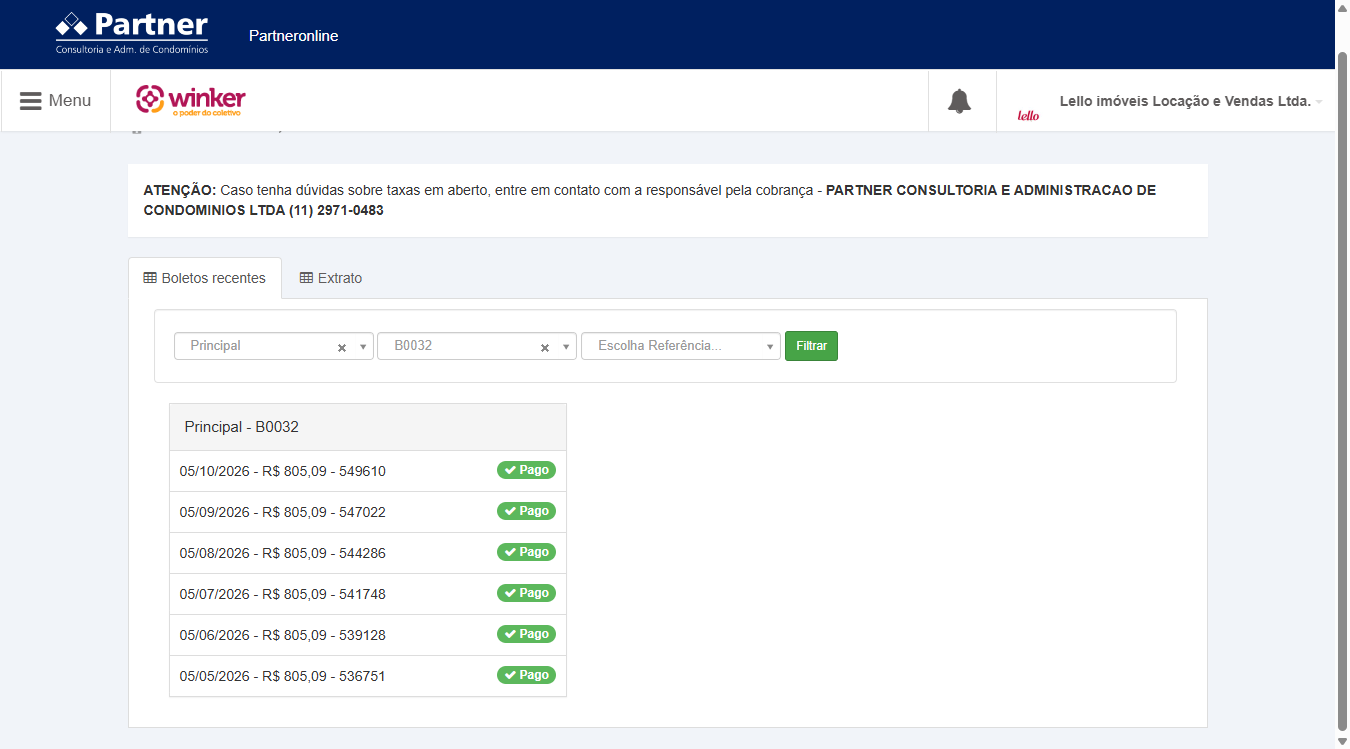 Partner
Consultoria e Adm. de Condomínios
Partneronline
Menu
winker
o poder do coletivo
lello
Lello imóveis Locação e Vendas Ltda.
ATENÇÃO: Caso tenha dúvidas sobre taxas em aberto, entre em contato com a responsável pela cobrança - PARTNER CONSULTORIA E ADMINISTRACAO DE
CONDOMINIOS LTDA (11) 2971-0483
Boletos recentes
Extrato
Principal
B0032
Escolha Referência...
Filtrar
Principal - B0032
05/10/2026 - R$ 805,09 - 549610 Pago
05/09/2026 - R$ 805,09 - 547022 Pago
05/08/2026 - R$ 805,09 - 544286 Pago
05/07/2026 - R$ 805,09 - 541748 Pago
05/06/2026 - R$ 805,09 - 539128 Pago
05/05/2026 - R$ 805,09 - 536751 Pago